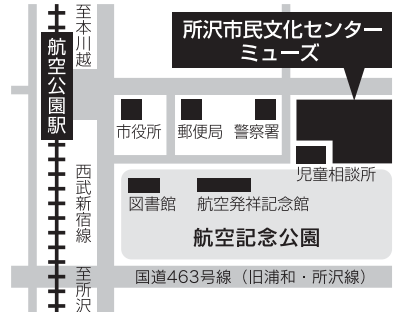 至本川越
航空公園駅
西武新宿線
至所沢
所沢市民文化センター
ミューズ
市役所
郵便局
警察署
児童相談所
図書館
航空発祥記念館
航空記念公園
国道463号線（旧浦和・所沢線）